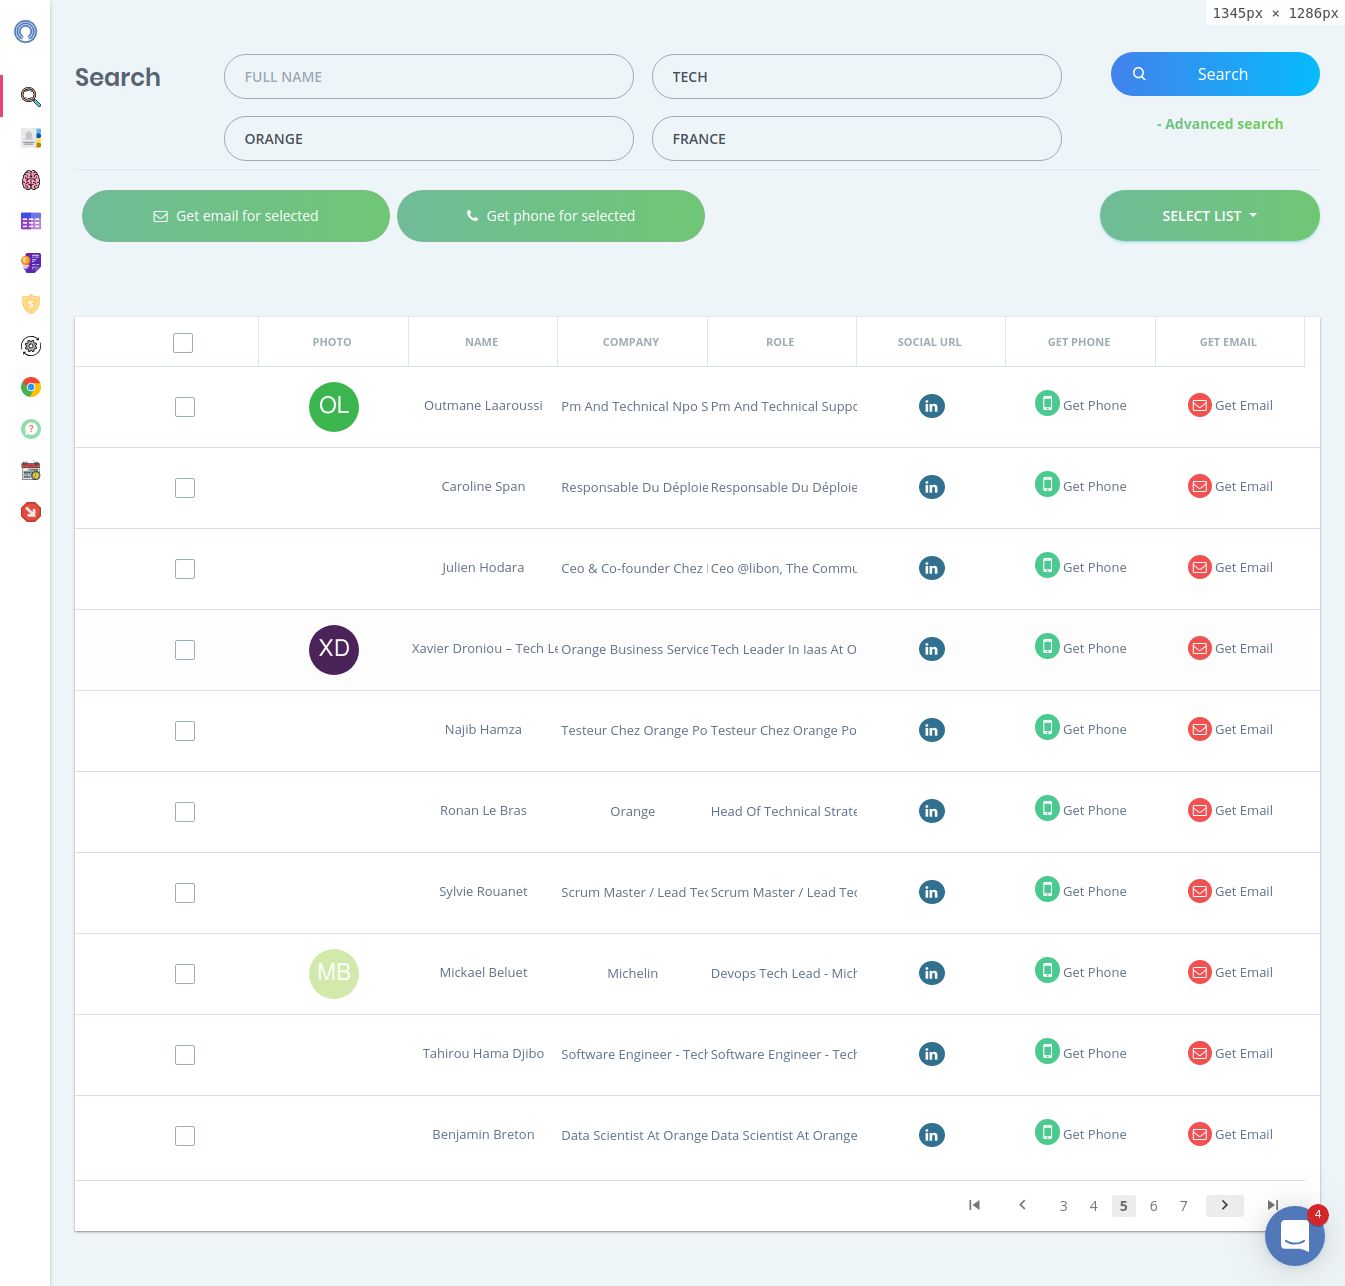 1345px × 1286px
Search
FULL NAME
TECH
Search
ORANGE
FRANCE
- Advanced search
Get email for selected
Get phone for selected
SELECT LIST
PHOTO NAME COMPANY ROLE SOCIAL URL GET PHONE GET EMAIL
OL Outmane Laaroussi Pm And Technical Npo S Pm And Technical Suppo in Get Phone Get Email
Caroline Span Responsable Du Déploie Responsable Du Déploie in Get Phone Get Email
Julien Hodara Ceo & Co-founder Chez Ceo @libon, The Commu in Get Phone Get Email
XD Xavier Droniou – Tech Le Orange Business Service Tech Leader In Iaas At O in Get Phone Get Email
Najib Hamza Testeur Chez Orange Po Testeur Chez Orange Po in Get Phone Get Email
Ronan Le Bras Orange Head Of Technical Strate in Get Phone Get Email
Sylvie Rouanet Scrum Master / Lead Tec Scrum Master / Lead Tec in Get Phone Get Email
MB Mickael Beluet Michelin Devops Tech Lead - Mich in Get Phone Get Email
Tahirou Hama Djibo Software Engineer - Tech Software Engineer - Tech in Get Phone Get Email
Benjamin Breton Data Scientist At Orange Data Scientist At Orange in Get Phone Get Email
3 4 5 6 7
4